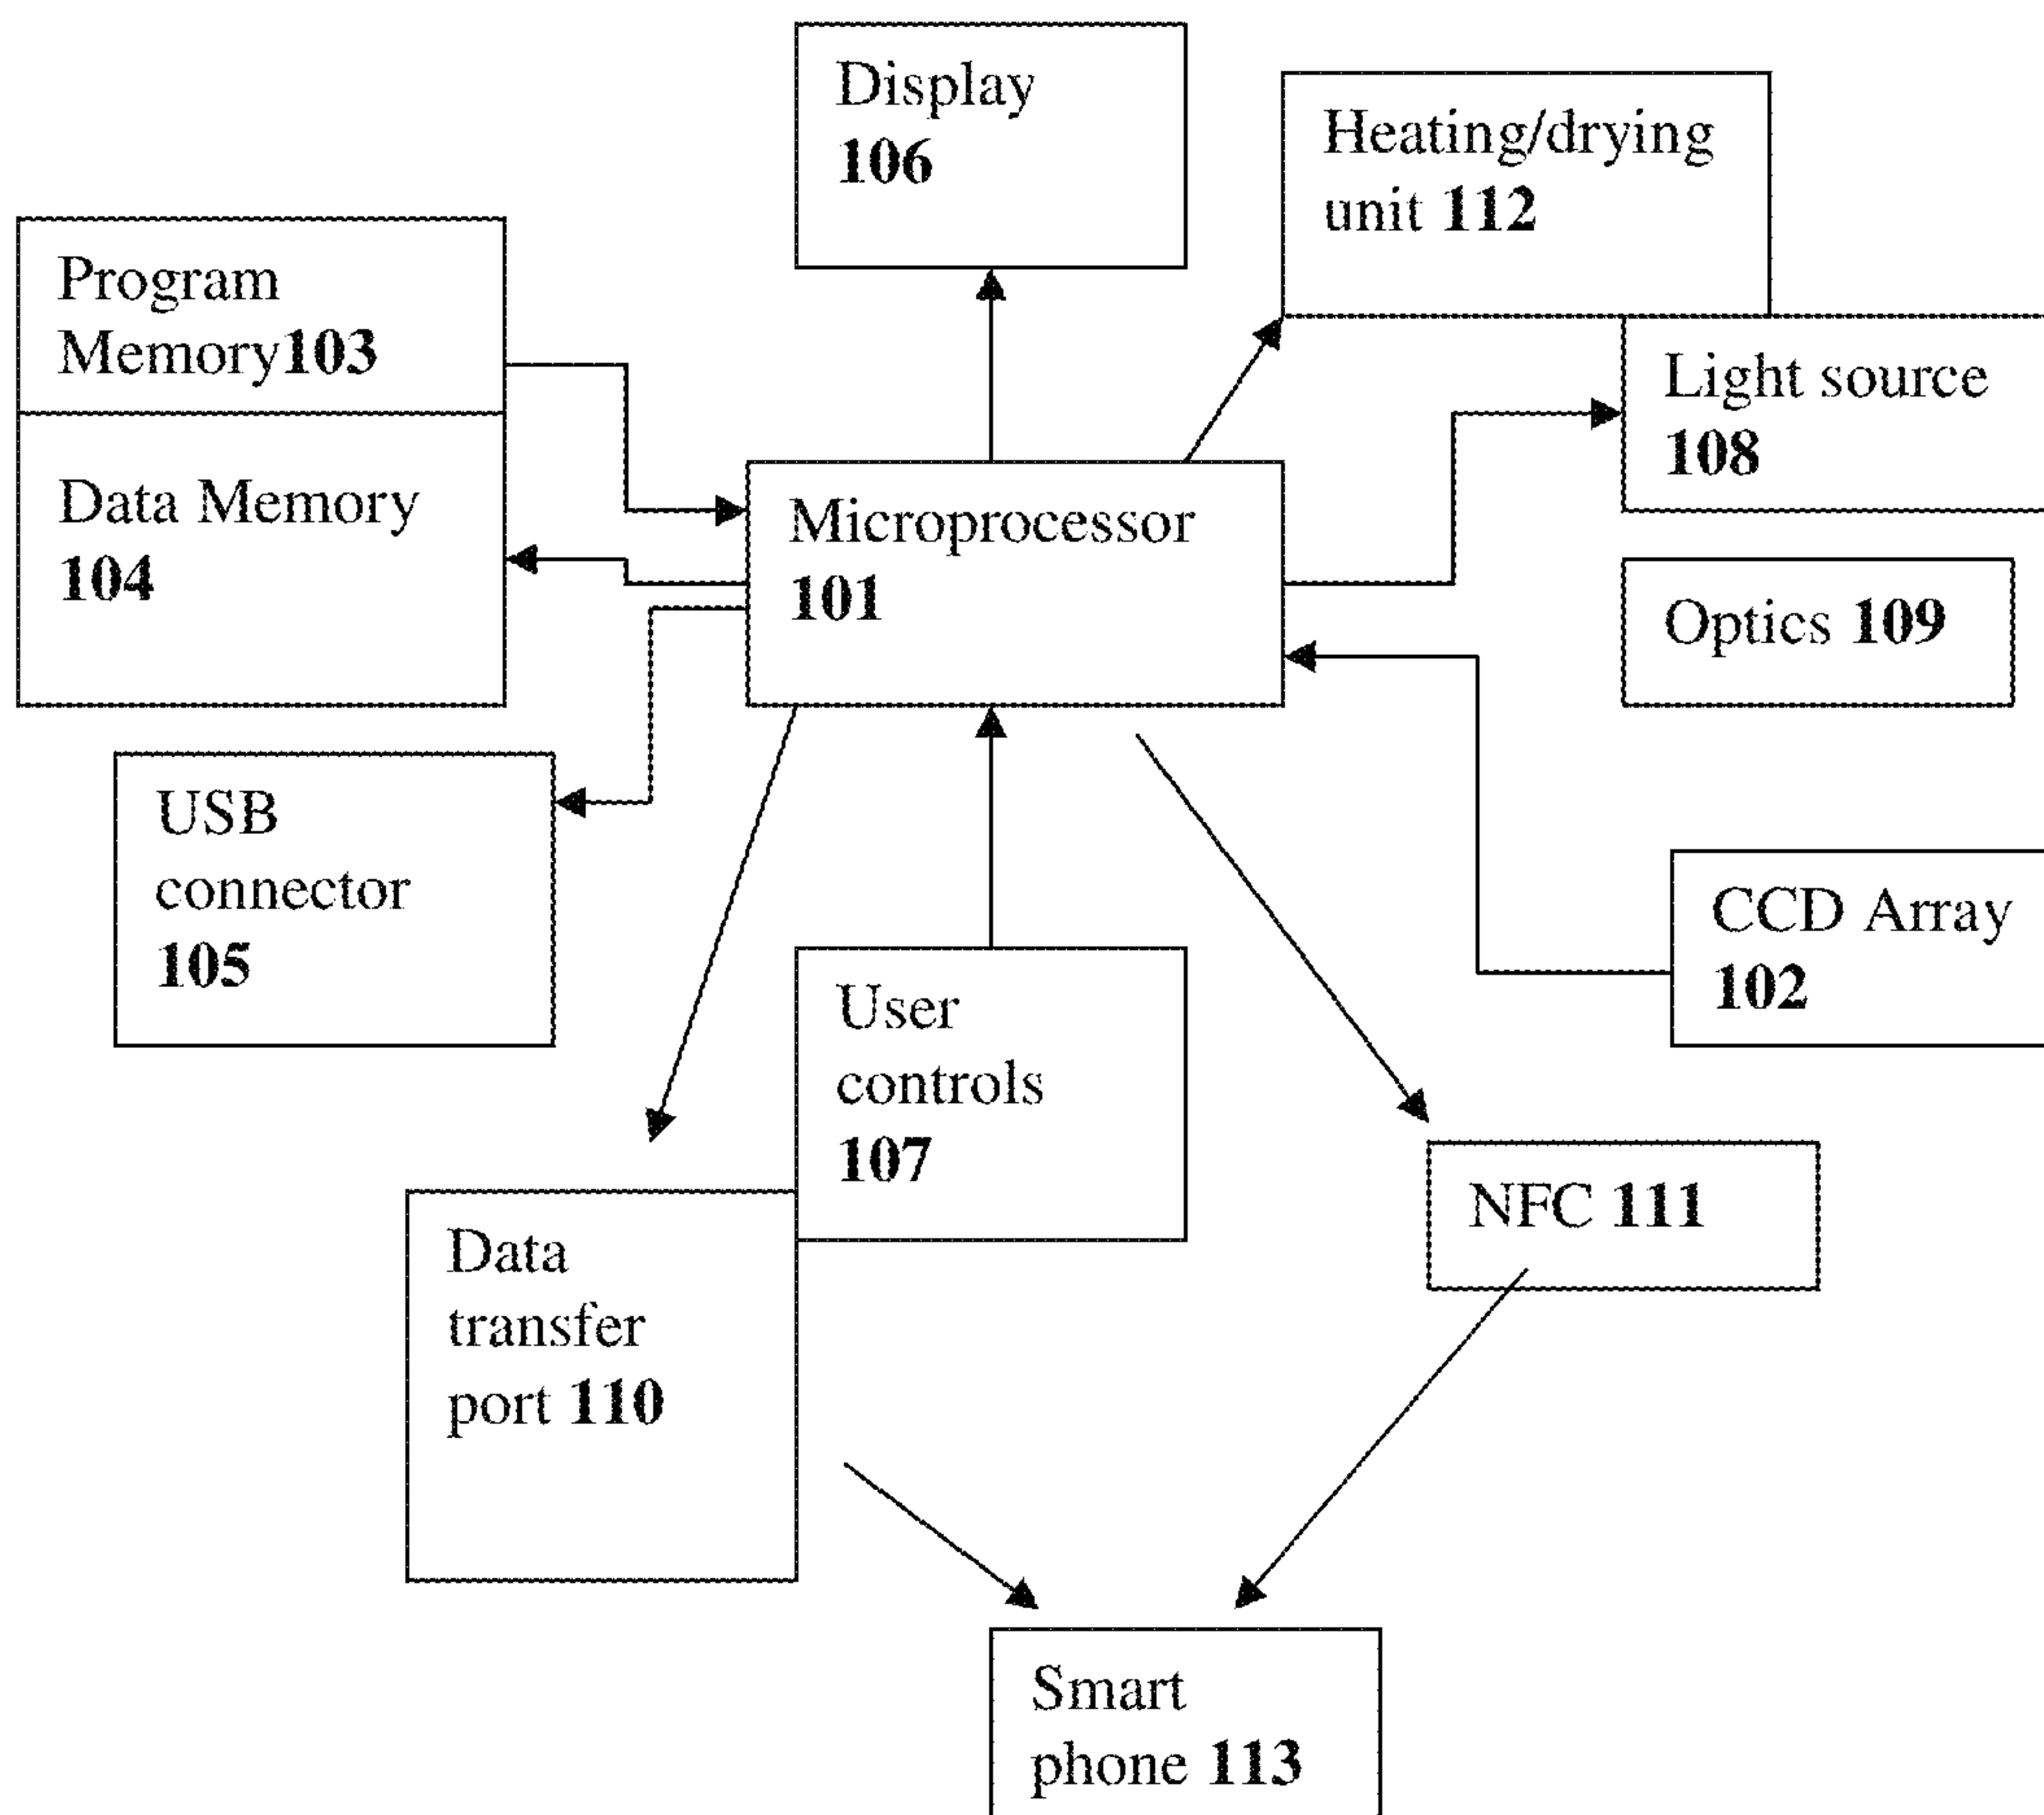 Display
106
Heating/drying
unit 112
Program
Memory103
Light source
108
Data Memory
104
Microprocessor
101
Optics 109
USB
connector
105
CCD Array
102
User
controls
107
NFC 111
Data
transfer
port 110
Smart
phone 113